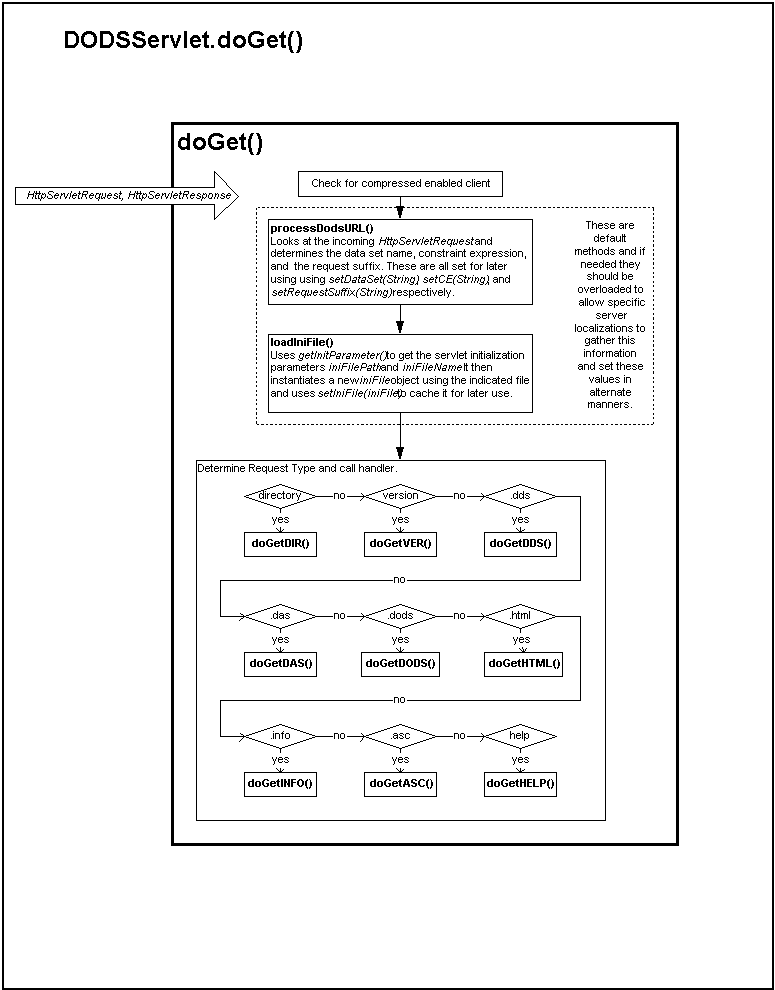 DODSServlet.doGet()
doGet()
HttpServletRequest, HttpServletResponse
Check for compressed enabled client
processDodsURL()
Looks at the incoming HttpServletRequest and
determines the data set name, constraint expression,
and the request suffix. These are all set for later
using using setDataSet(String), setCE(String), and
setRequestSuffix(String) respectively.
These are
default
methods and if
needed they
should be
overloaded to
allow specific
server
localizations to
gather this
information
and set these
values in
alternate
manners.
loadIniFile()
Uses getInitParameter() to get the servlet initialization
parameters iniFilePath and iniFileName. It then
instantiates a new iniFile object using the indicated file
and uses setIniFile(iniFile) to cache it for later use.
Determine Request Type and call handler.
directory no version no .dds
yes yes yes
doGetDIR() doGetVER() doGetDDS()
no
.das no .dods no .html
yes yes yes
doGetDAS() doGetDODS() doGetHTML()
no
.info no .asc no help
yes yes yes
doGetINFO() doGetASC() doGetHELP()